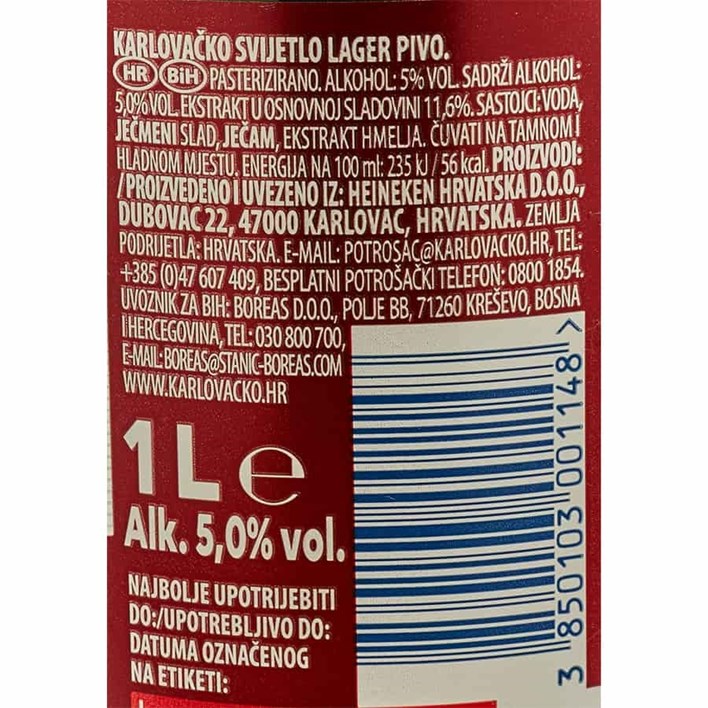 KARLOVAČKO SVIJETLO LAGER PIVO.
HR BiH PASTERIZIRANO. ALKOHOL: 5% VOL. SADRŽI ALKOHOL:
5,0% VOL. EKSTRAKT U OSNOVNOJ SLADOVINI 11,6%. SASTOJCI: VODA,
JEČMENI SLAD, JEČAM, EKSTRAKT HMELJA. ČUVATI NA TAMNOM I
HLADNOM MJESTU. ENERGIJA NA 100 ml: 235 kJ / 56 kcal. PROIZVODI:
/PROIZVEDENO I UVEZENO IZ: HEINEKEN HRVATSKA D.O.O.,
DUBOVAC 22, 47000 KARLOVAC, HRVATSKA. ZEMLJA
PODRIJETLA: HRVATSKA. E-MAIL: POTROSAC@KARLOVACKO.HR, TEL:
+385 (0)47 607 409, BESPLATNI POTROŠAČKI TELEFON: 0800 1854.
UVOZNIK ZA BIH: BOREAS D.O.O., POLJE BB, 71260 KREŠEVO, BOSNA
I HERCEGOVINA, TEL: 030 800 700,
E-MAIL: BOREAS@STANIC-BOREAS.COM
WWW.KARLOVACKO.HR
1L e
Alk. 5,0% vol.
NAJBOLJE UPOTRIJEBITI
DO:/UPOTREBLJIVO DO:
DATUMA OZNAČENOG
NA ETIKETI:
3 850103 001148 >